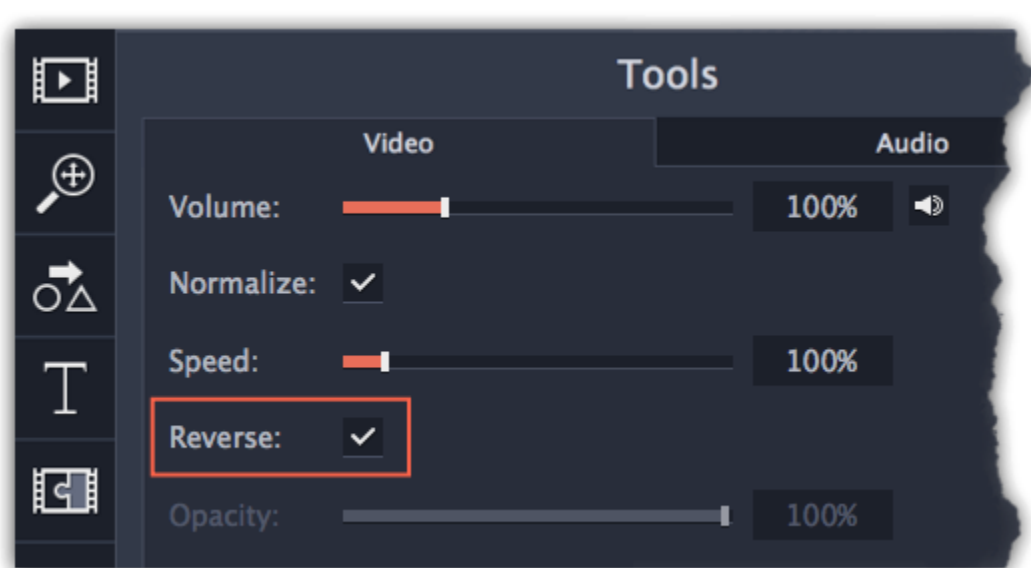 Tools
Video Audio
Volume: 100%
Normalize:
Speed: 100%
Reverse:
Opacity: 100%